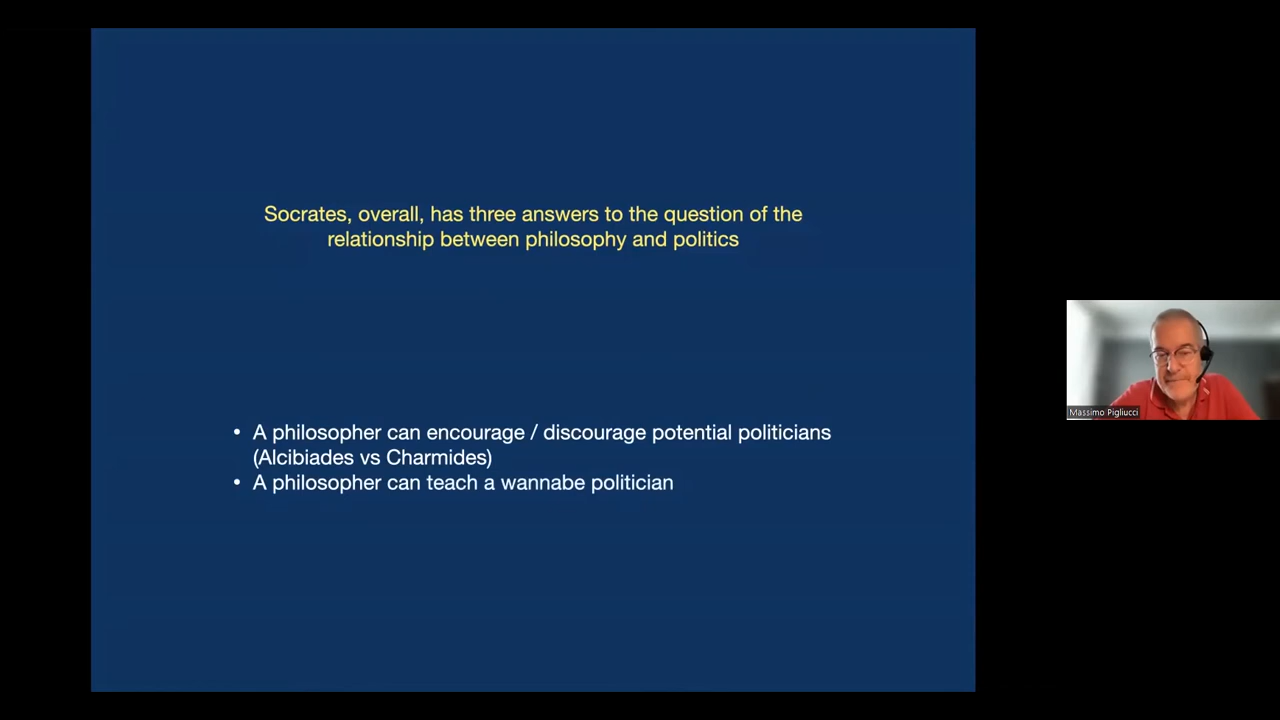 Socrates, overall, has three answers to the question of the
relationship between philosophy and politics
• A philosopher can encourage / discourage potential politicians
(Alcibiades vs Charmides)
• A philosopher can teach a wannabe politician
Massimo Pigliucci